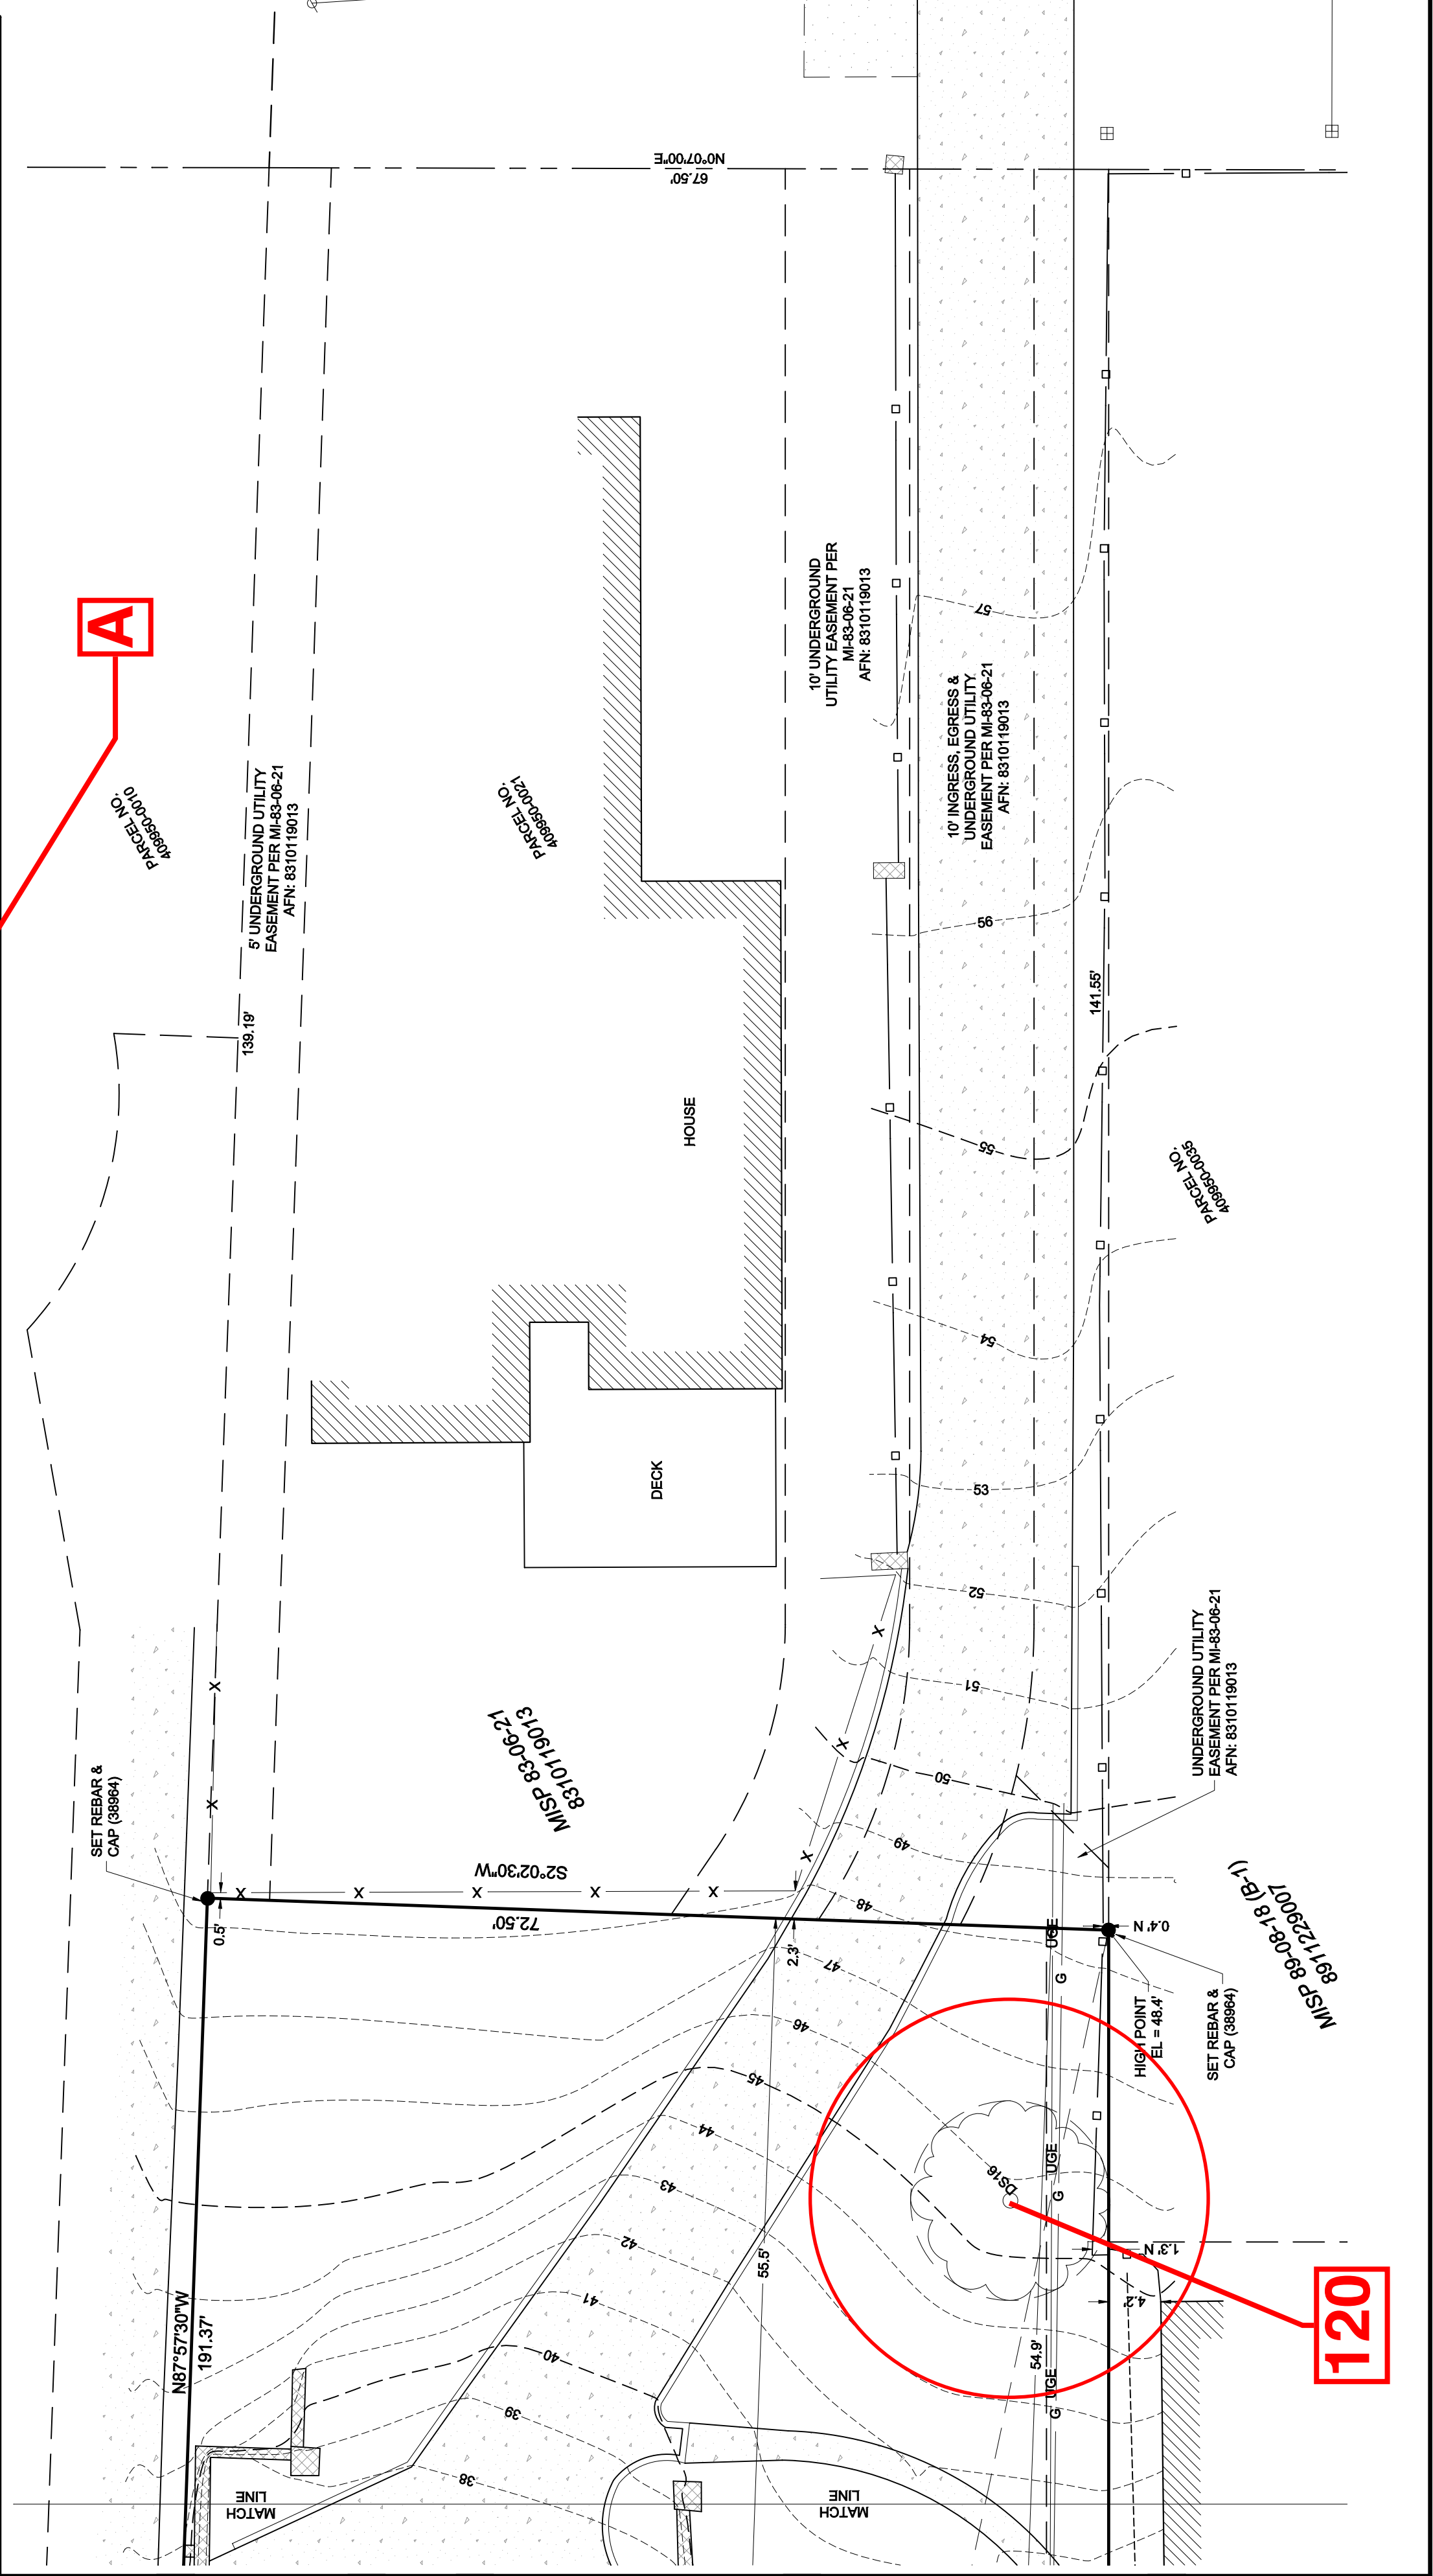 N0°07'00"E
67.50'
A
PARCEL NO.
409950-0010
5' UNDERGROUND UTILITY
EASEMENT PER MI-83-06-21
AFN: 8310119013
139.19'
PARCEL NO.
409950-0021
10' UNDERGROUND
UTILITY EASEMENT PER
MI-83-06-21
AFN: 8310119013
57
10' INGRESS, EGRESS &
UNDERGROUND UTILITY
EASEMENT PER MI-83-06-21
AFN: 8310119013
56
141.55'
HOUSE
55
PARCEL NO.
409950-0035
54
DECK
53
52
51
50
49
48
UNDERGROUND UTILITY
EASEMENT PER MI-83-06-21
AFN: 8310119013
MISP 83-06-21
8310119013
SET REBAR &
CAP (38964)
X
X
X
X
X
X
X
X
X
X
S2°02'30"W
72.50'
0.5'
2.3'
47
46
45
44
43
42
41
40
39
38
UGE
G
0.4' N
MISP 89-08-18 (B-1)
8911229007
HIGH POINT
EL = 48.4'
SET REBAR &
CAP (38964)
DS16
UGE
G
1.3' N
4.2'
55.5'
54.9'
UGE
G
120
N87°57'30"W
191.37'
MATCH
LINE
MATCH
LINE